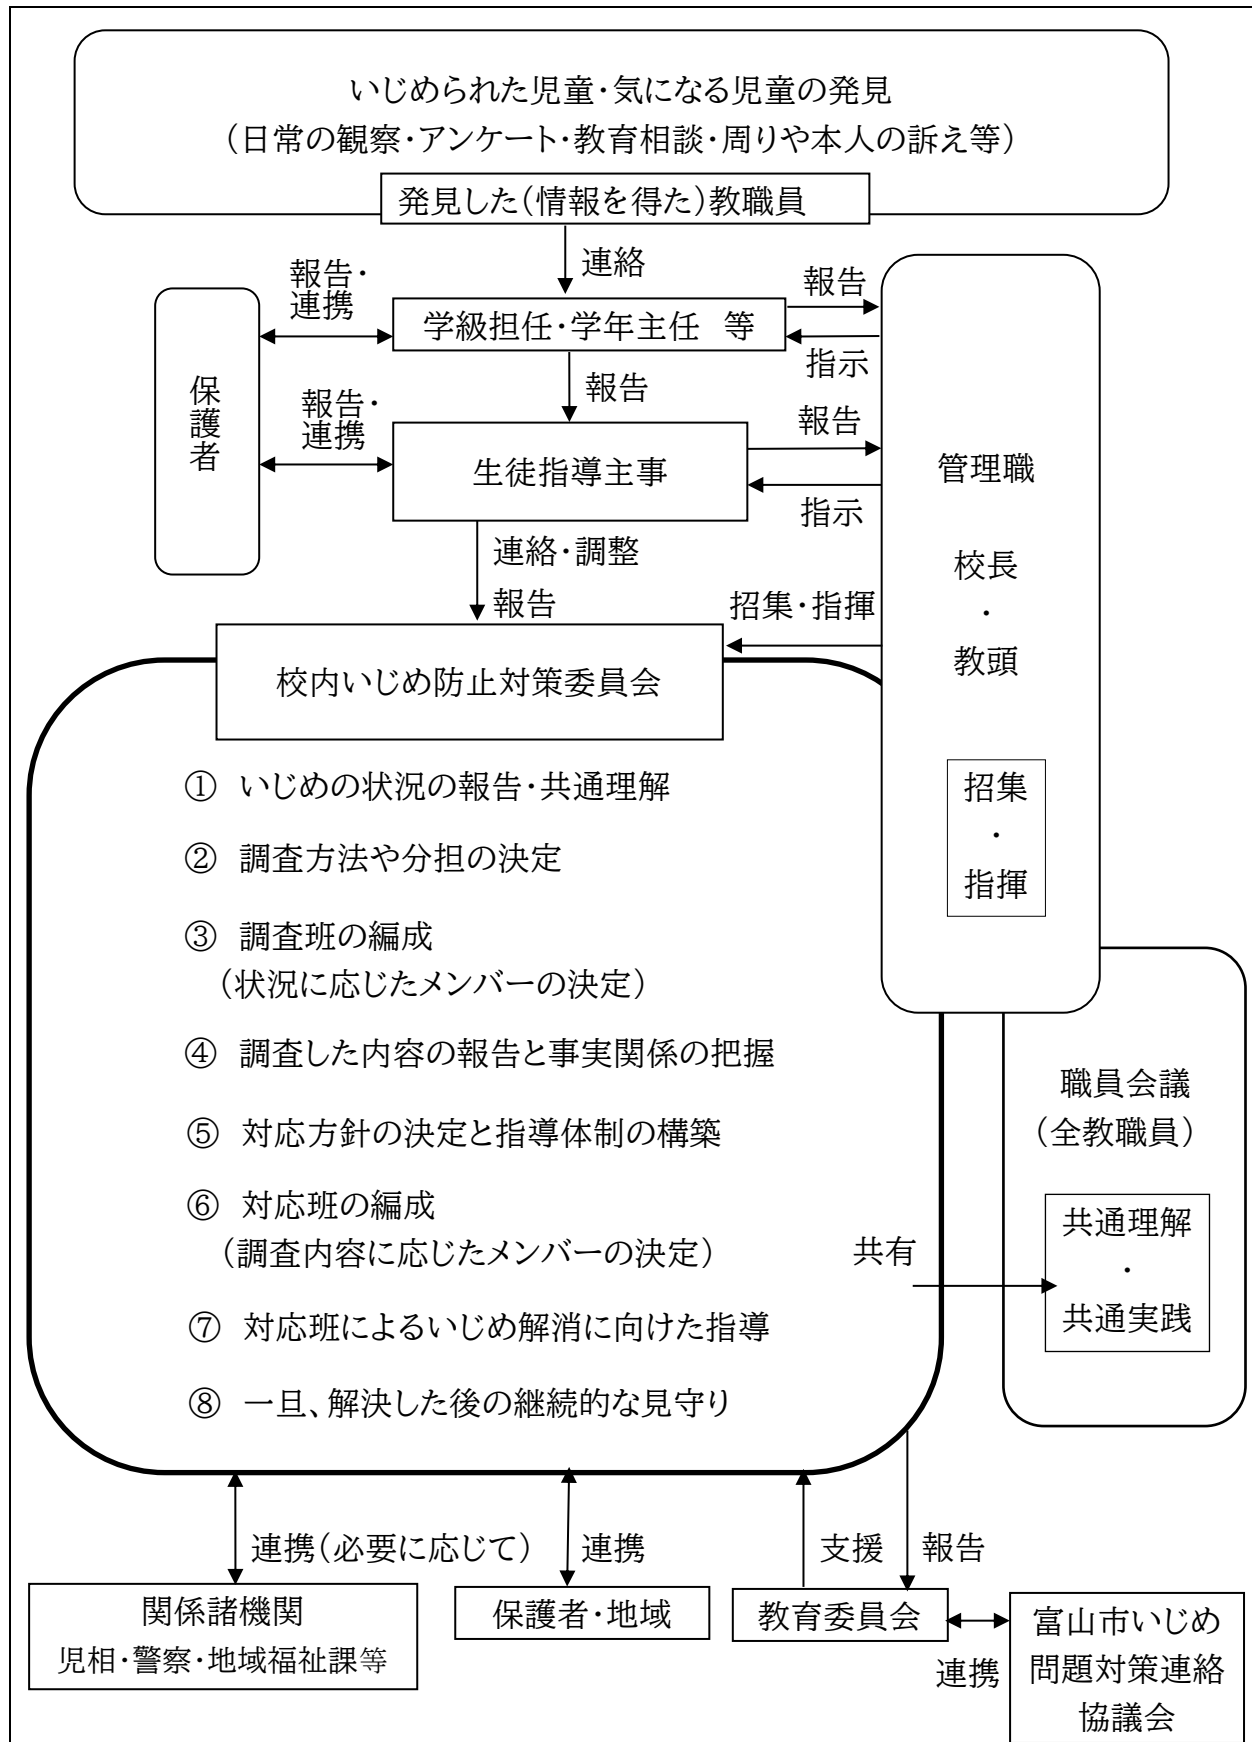 いじめられた児童・気になる児童の発見
（日常の観察・アンケート・教育相談・周りや本人の訴え等）
発見した（情報を得た）教職員
連絡
報告・
連携
学級担任・学年主任　等
報告
指示
保護者
報告
報告・
連携
生徒指導主事
報告
指示
管理職
校長
・
教頭
招集
・
指揮
連絡・調整
報告
招集・指揮
校内いじめ防止対策委員会
① いじめの状況の報告・共通理解
② 調査方法や分担の決定
③ 調査班の編成
（状況に応じたメンバーの決定）
④ 調査した内容の報告と事実関係の把握
⑤ 対応方針の決定と指導体制の構築
⑥ 対応班の編成
（調査内容に応じたメンバーの決定）
⑦ 対応班によるいじめ解消に向けた指導
⑧ 一旦、解決した後の継続的な見守り
共有
職員会議
（全教職員）
共通理解
・
共通実践
連携（必要に応じて）
連携
支援
報告
関係諸機関
児相・警察・地域福祉課等
保護者・地域
教育委員会
連携
富山市いじめ
問題対策連絡
協議会